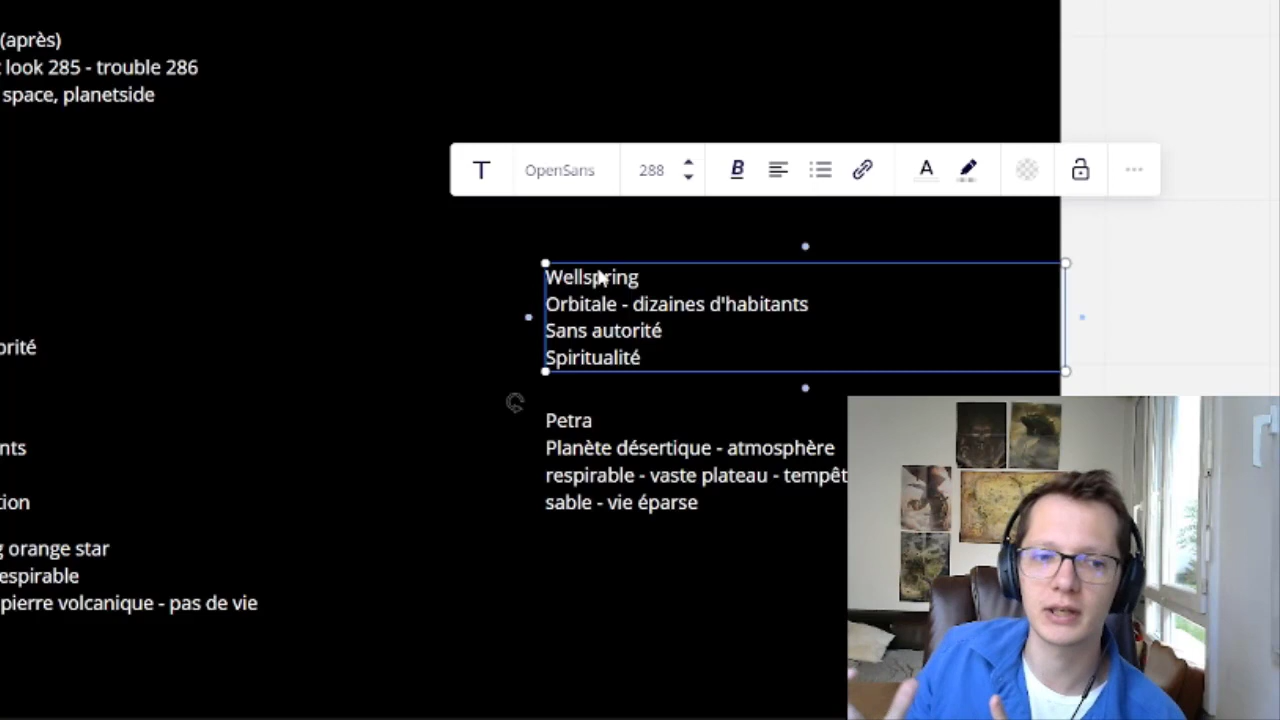 (après)
look 285 - trouble 286
space, planetside
OpenSans
288
B
A
Wellspring
Orbitale - dizaines d'habitants
Sans autorité
Spiritualité
orité
Petra
Planète désertique - atmosphère
respirable - vaste plateau - tempêt
sable - vie éparse
nts
tion
orange star
espirable
pierre volcanique - pas de vie